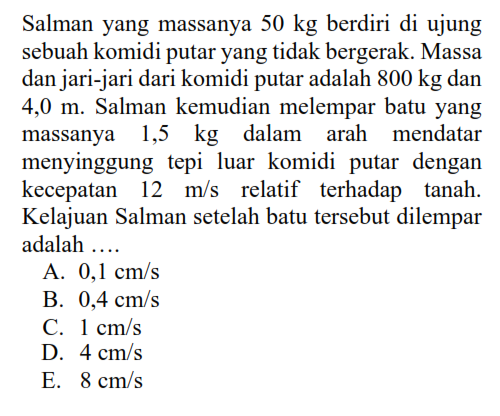 Salman yang massanya 50 kg berdiri di ujung
sebuah komidi putar yang tidak bergerak. Massa
dan jari-jari dari komidi putar adalah 800 kg dan
4,0 m. Salman kemudian melempar batu yang
massanya 1,5 kg dalam arah mendatar
menyinggung tepi luar komidi putar dengan
kecepatan 12 m/s relatif terhadap tanah.
Kelajuan Salman setelah batu tersebut dilempar
adalah ....
A. 0,1 cm/s
B. 0,4 cm/s
C. 1 cm/s
D. 4 cm/s
E. 8 cm/s